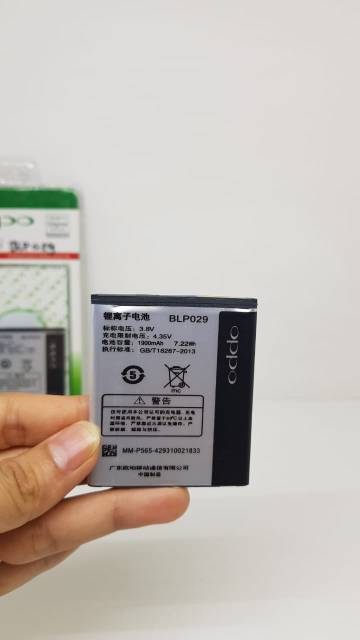 锂离子电池 BLP029
标称电压: 3.8V
充电限制电压: 4.35V
电池容量: 1900mAh 7.22Wh
执行标准: GB/T18287-2013
oppo
5
mc
警告
MM-P565-429310021833
广东欧珀移动通信有限公司
中国制造